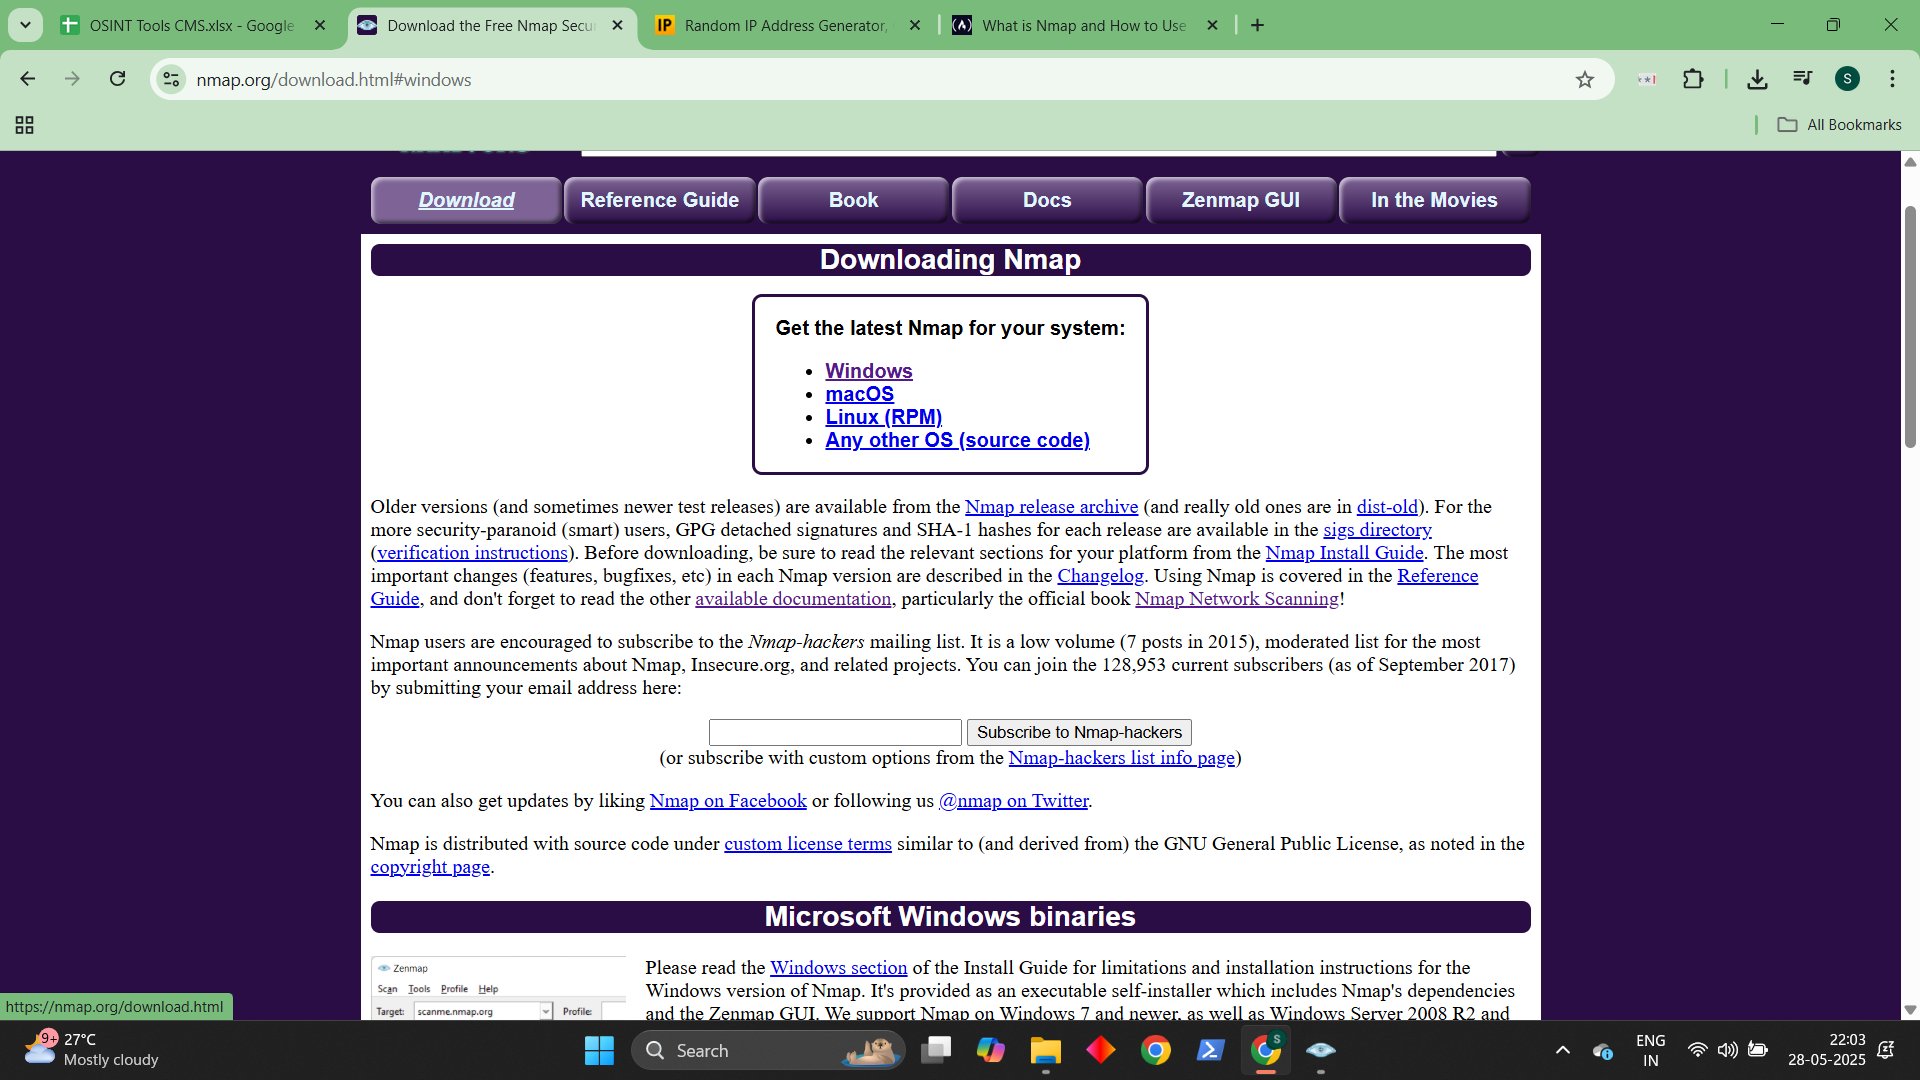 OSINT Tools CMS.xlsx - Google
Download the Free Nmap Secu
IP
Random IP Address Generator,
What is Nmap and How to Use
nmap.org/download.html#windows
S
All Bookmarks
Download
Reference Guide
Book
Docs
Zenmap GUI
In the Movies
Downloading Nmap
Get the latest Nmap for your system:
• Windows
• macOS
• Linux (RPM)
• Any other OS (source code)
Older versions (and sometimes newer test releases) are available from the Nmap release archive (and really old ones are in dist-old). For the
more security-paranoid (smart) users, GPG detached signatures and SHA-1 hashes for each release are available in the sigs directory
(verification instructions). Before downloading, be sure to read the relevant sections for your platform from the Nmap Install Guide. The most
important changes (features, bugfixes, etc) in each Nmap version are described in the Changelog. Using Nmap is covered in the Reference
Guide, and don't forget to read the other available documentation, particularly the official book Nmap Network Scanning!
Nmap users are encouraged to subscribe to the Nmap-hackers mailing list. It is a low volume (7 posts in 2015), moderated list for the most
important announcements about Nmap, Insecure.org, and related projects. You can join the 128,953 current subscribers (as of September 2017)
by submitting your email address here:
Subscribe to Nmap-hackers
(or subscribe with custom options from the Nmap-hackers list info page)
You can also get updates by liking Nmap on Facebook or following us @nmap on Twitter.
Nmap is distributed with source code under custom license terms similar to (and derived from) the GNU General Public License, as noted in the
copyright page.
Microsoft Windows binaries
Zenmap
Scan Tools Profile Help
Target: scanme.nmap.org Profile:
Please read the Windows section of the Install Guide for limitations and installation instructions for the
Windows version of Nmap. It's provided as an executable self-installer which includes Nmap's dependencies
and the Zenmap GUI. We support Nmap on Windows 7 and newer, as well as Windows Server 2008 R2 and
https://nmap.org/download.html
9+
27°C
Mostly cloudy
Search
S
ENG
IN
22:03
28-05-2025